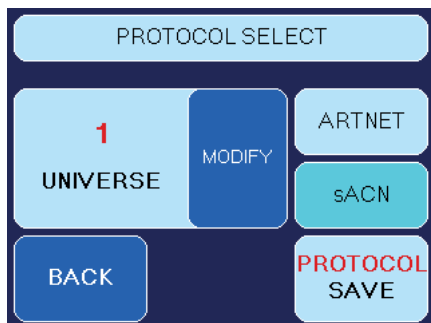 PROTOCOL SELECT
1
UNIVERSE
MODIFY
ARTNET
sACN
BACK
PROTOCOL
SAVE